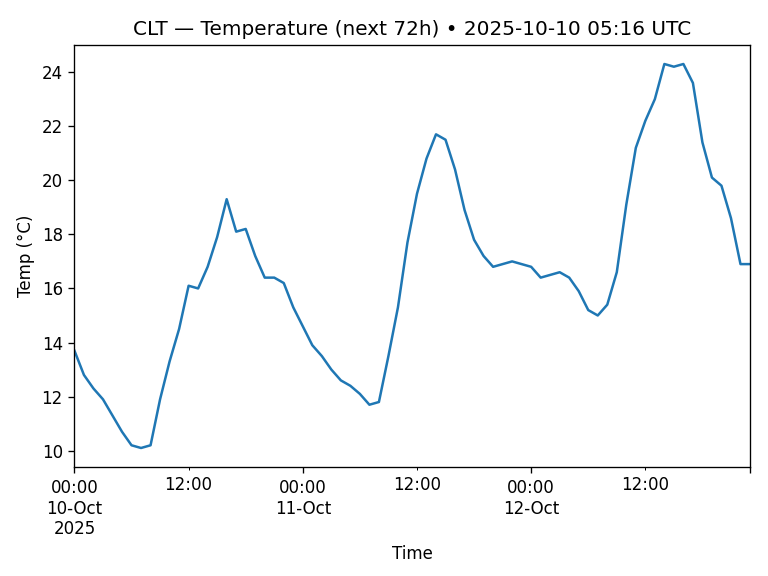 CLT — Temperature (next 72h) • 2025-10-10 05:16 UTC
Temp (°C)
24
22
20
18
16
14
12
10
00:00 12:00 00:00 12:00 00:00 12:00
10-Oct 11-Oct 12-Oct
2025
Time